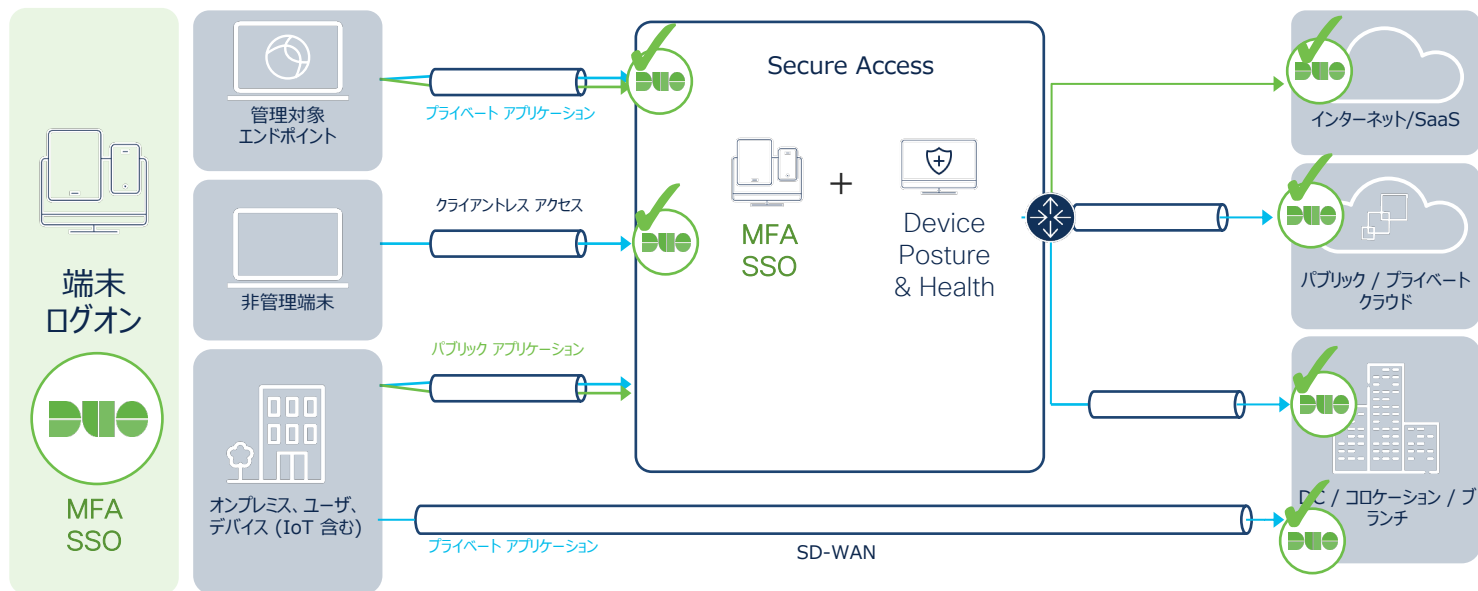 端末
ログオン
DUO
MFA
SSO
管理対象
エンドポイント
非管理端末
オンプレミス、ユーザ、
デバイス (IoT 含む)
プライベート アプリケーション
クライアントレス アクセス
パブリック アプリケーション
プライベート アプリケーション
SD-WAN
DUO
DUO
Secure Access
+
MFA
SSO
Device
Posture
& Health
DUO
インターネット/SaaS
DUO
パブリック / プライベート
クラウド
DUO
DC / コロケーション / ブ
ランチ
DUO